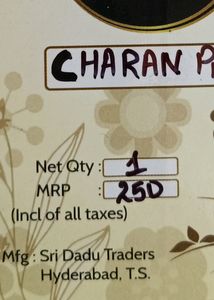 CHARAN
Net Qty : 1
MRP : 250
(Incl of all taxes)
Mfg : Sri Dadu Traders
Hyderabad, T.S.